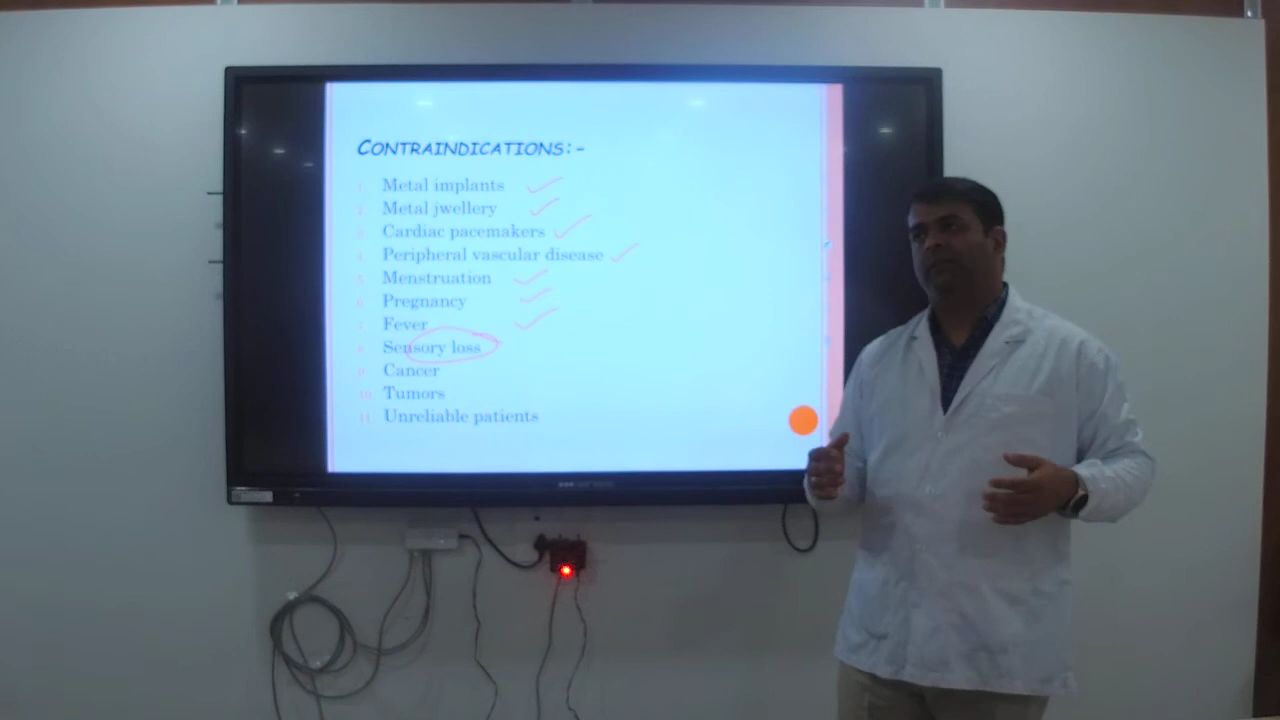 CONTRAINDICATIONS:-
1. Metal implants
2. Metal jwellery
3. Cardiac pacemakers
4. Peripheral vascular disease
5. Menstruation
6. Pregnancy
7. Fever
8. Sensory loss
9. Cancer
10. Tumors
11. Unreliable patients